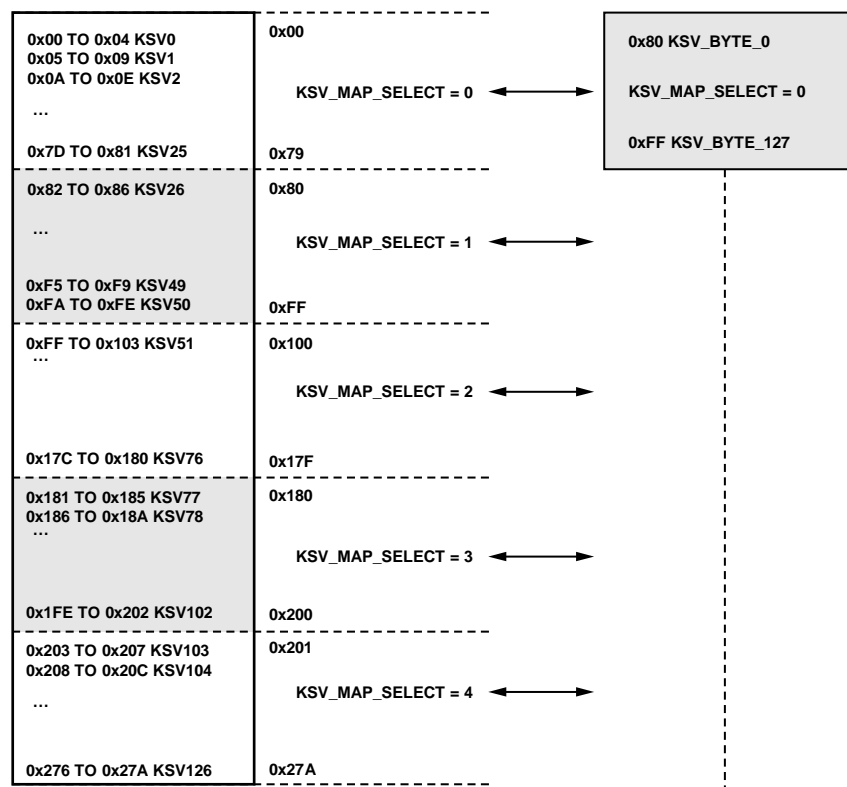 0x00 TO 0x04 KSV0
0x05 TO 0x09 KSV1
0x0A TO 0x0E KSV2
...
0x7D TO 0x81 KSV25
0x82 TO 0x86 KSV26
...
0xF5 TO 0xF9 KSV49
0xFA TO 0xFE KSV50
0xFF TO 0x103 KSV51
...
0x17C TO 0x180 KSV76
0x181 TO 0x185 KSV77
0x186 TO 0x18A KSV78
...
0x1FE TO 0x202 KSV102
0x203 TO 0x207 KSV103
0x208 TO 0x20C KSV104
...
0x276 TO 0x27A KSV126
0x00
KSV_MAP_SELECT = 0
0x79
0x80
KSV_MAP_SELECT = 1
0xFF
0x100
KSV_MAP_SELECT = 2
0x17F
0x180
KSV_MAP_SELECT = 3
0x200
0x201
KSV_MAP_SELECT = 4
0x27A
0x80 KSV_BYTE_0
KSV_MAP_SELECT = 0
0xFF KSV_BYTE_127